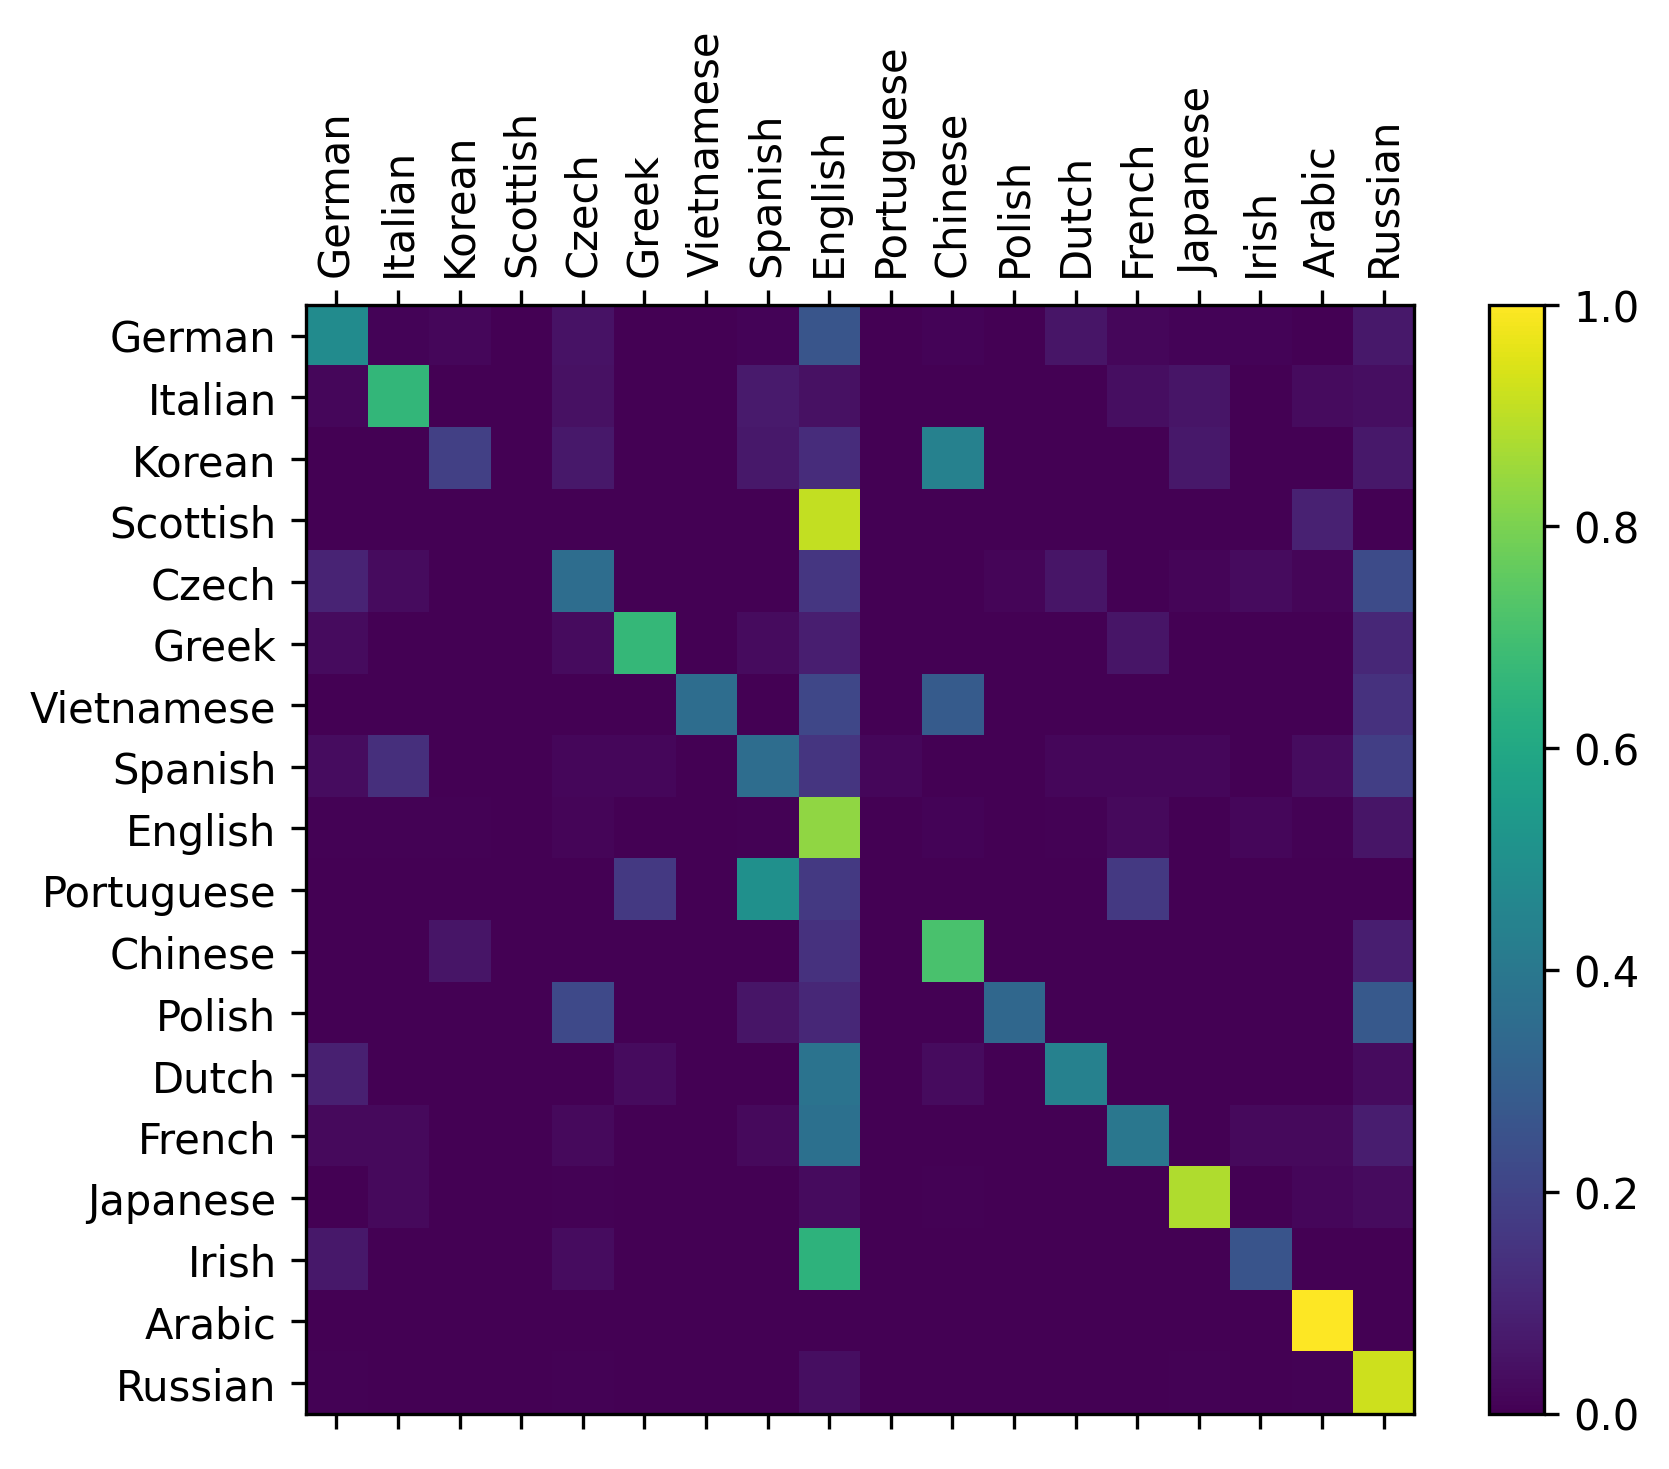 German
Italian
Korean
Scottish
Czech
Greek
Vietnamese
Spanish
English
Portuguese
Chinese
Polish
Dutch
French
Japanese
Irish
Arabic
Russian
German
Italian
Korean
Scottish
Czech
Greek
Vietnamese
Spanish
English
Portuguese
Chinese
Polish
Dutch
French
Japanese
Irish
Arabic
Russian
1.0
0.8
0.6
0.4
0.2
0.0